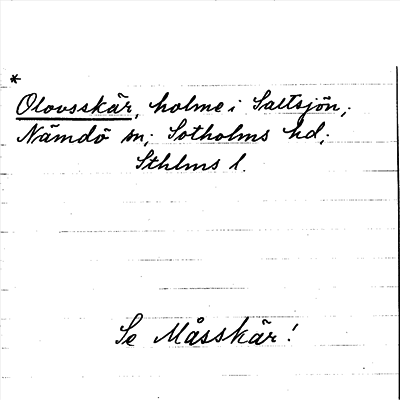 *
Olovsskär, holme i Saltsjön;
Nämdö sn; Sotholms hd;
Sthlms l.
Se Måsskär!